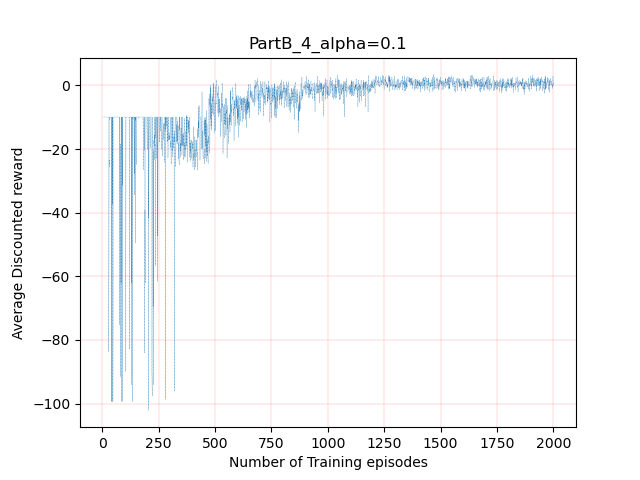 PartB_4_alpha=0.1
Average Discounted reward
0
−20
−40
−60
−80
−100
0 250 500 750 1000 1250 1500 1750 2000
Number of Training episodes